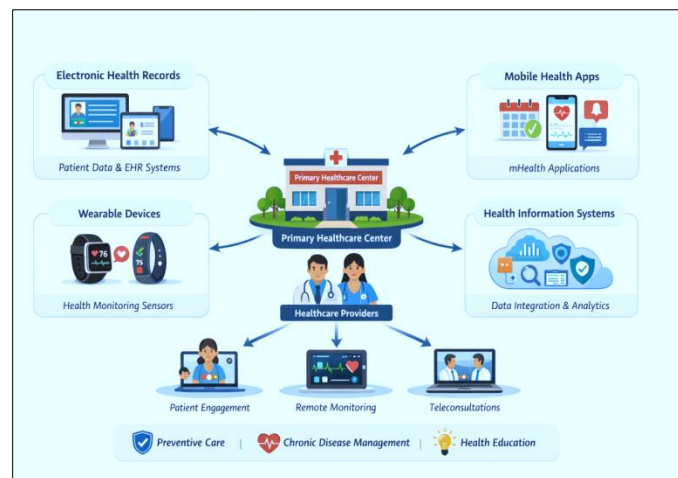 Electronic Health Records
Patient Data & EHR Systems
Mobile Health Apps
mHealth Applications
Primary Healthcare Center
Primary Healthcare Center
Wearable Devices
76
75
Health Monitoring Sensors
Health Information Systems
Data Integration & Analytics
Healthcare Providers
Patient Engagement
Remote Monitoring
Teleconsultations
Preventive Care | Chronic Disease Management | Health Education